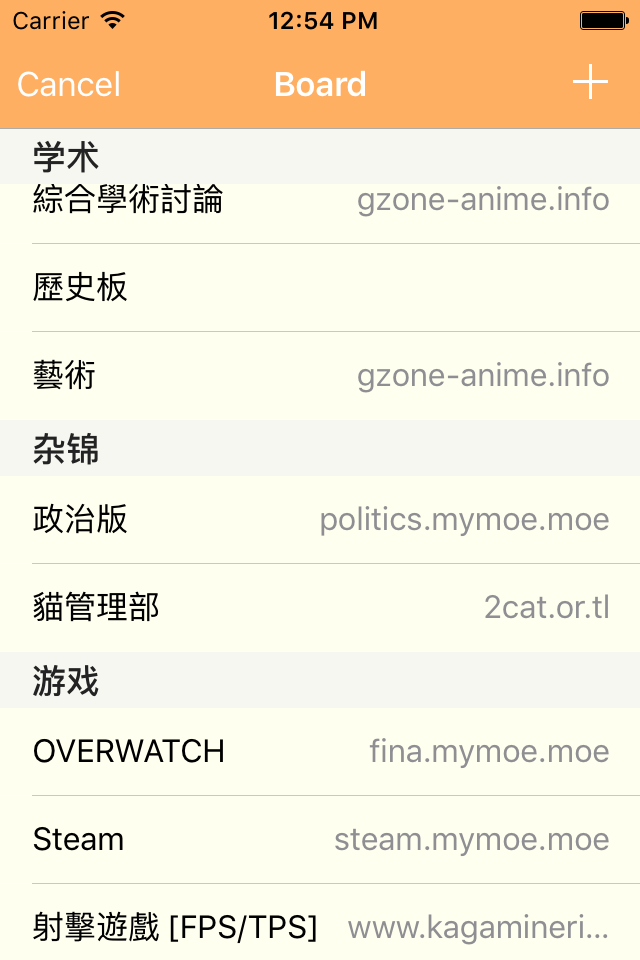 Carrier 12:54 PM
Cancel Board +
学术
綜合學術討論 gzone-anime.info
歷史板
藝術 gzone-anime.info
杂锦
政治版 politics.mymoe.moe
貓管理部 2cat.or.tl
游戏
OVERWATCH fina.mymoe.moe
Steam steam.mymoe.moe
射擊遊戲 [FPS/TPS] www.kagamineri...